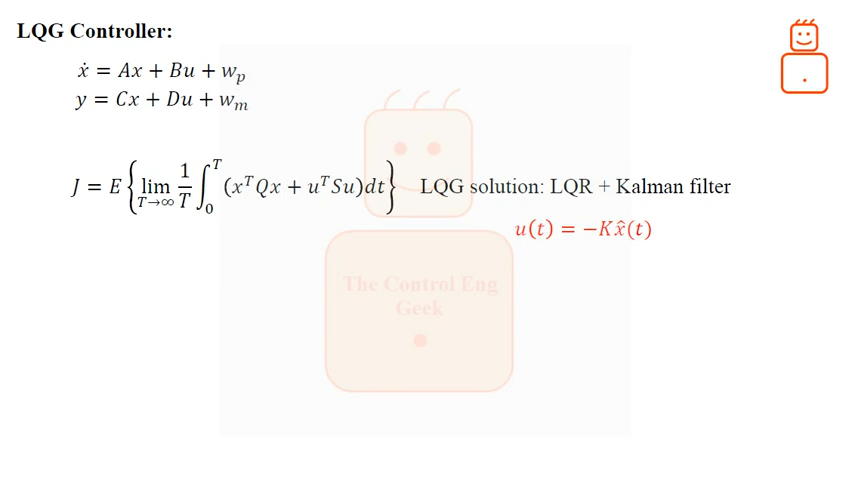 LQG Controller:
ẋ = Ax + Bu + w_p
y = Cx + Du + w_m
J = E { lim_{T→∞} 1/T ∫_0^T (x^T Qx + u^T Su)dt } LQG solution: LQR + Kalman filter
u(t) = −Kx̂(t)
The Control Eng
Geek